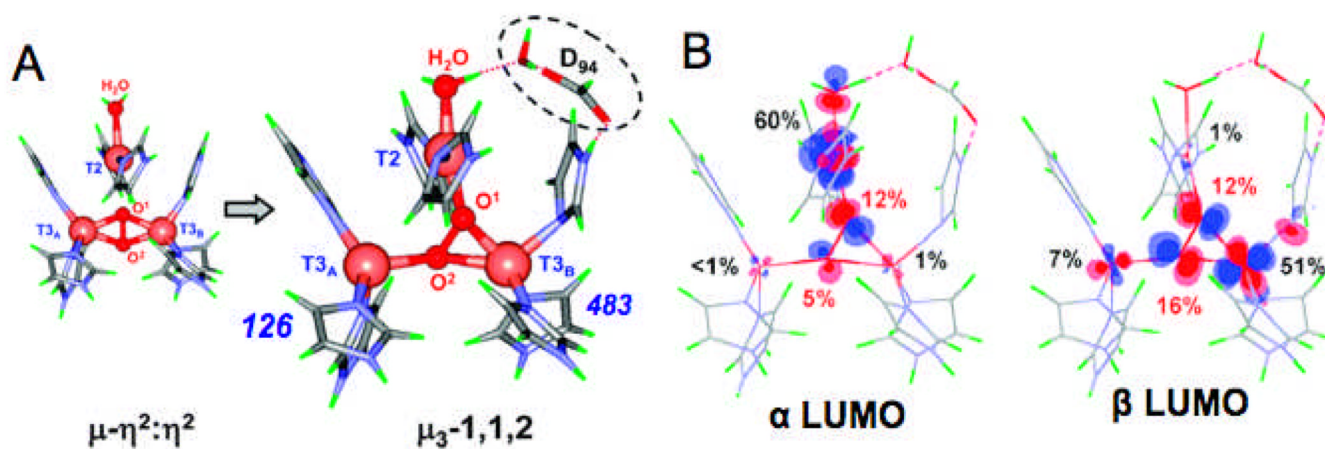 A
H₂O
T2
O¹
T3A
T3B
O²
μ-η²:η²
H₂O
D₉₄
T2
O¹
T3A
O²
T3B
126
483
μ₃-1,1,2
B
60%
12%
<1%
1%
5%
α LUMO
1%
12%
7%
51%
16%
β LUMO